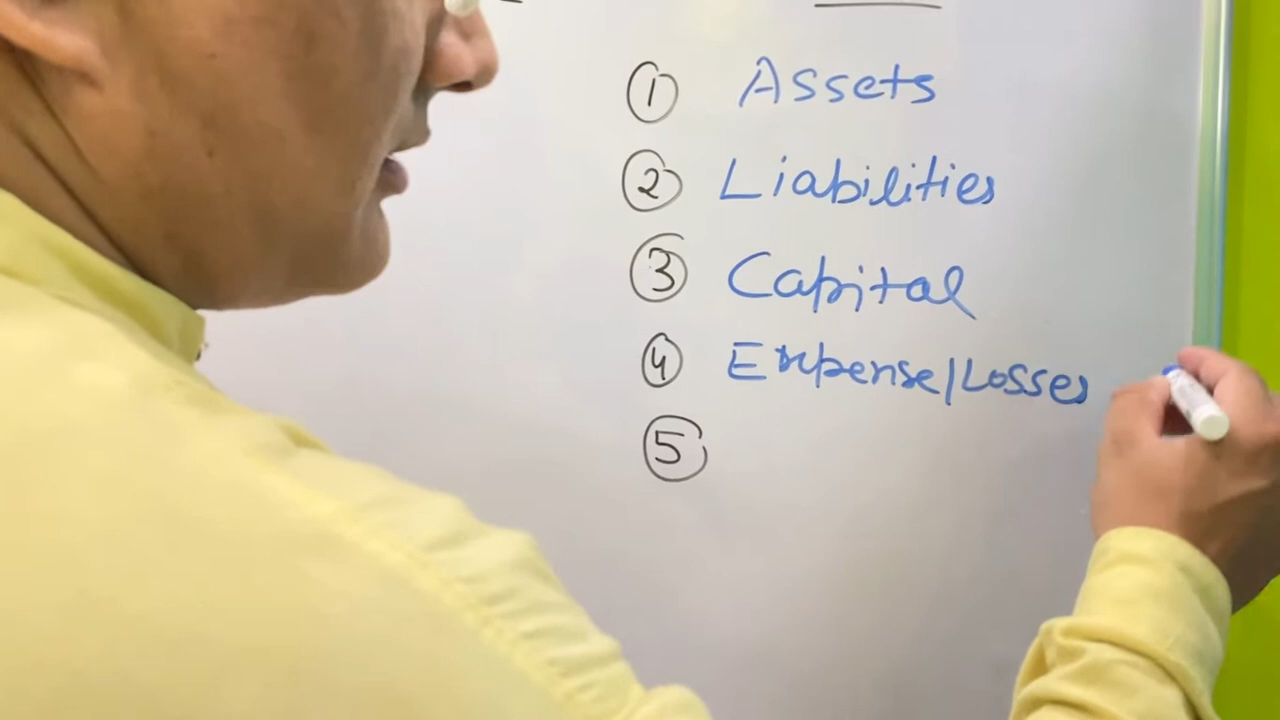 ① Assets
② Liabilities
③ Capital
④ Expense/Losses
⑤